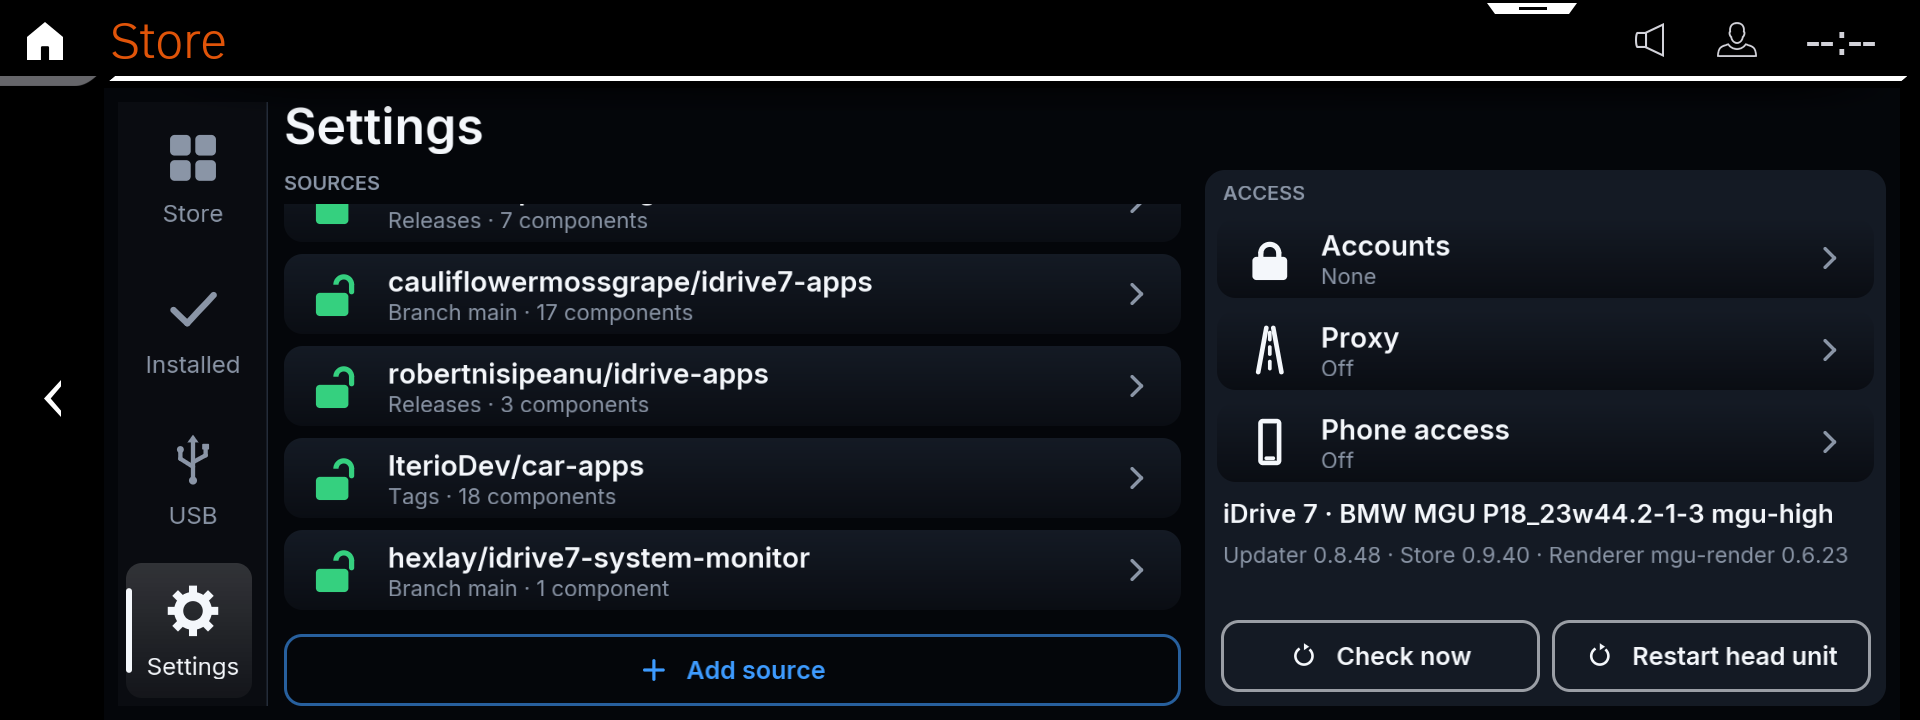 Store
--:--
Settings
Store
Installed
USB
Settings
SOURCES
Releases · 7 components
cauliflowermossgrape/idrive7-apps
Branch main · 17 components
robertnisipeanu/idrive-apps
Releases · 3 components
IterioDev/car-apps
Tags · 18 components
hexlay/idrive7-system-monitor
Branch main · 1 component
Add source
ACCESS
Accounts
None
Proxy
Off
Phone access
Off
iDrive 7 · BMW MGU P18_23w44.2-1-3 mgu-high
Updater 0.8.48 · Store 0.9.40 · Renderer mgu-render 0.6.23
Check now
Restart head unit